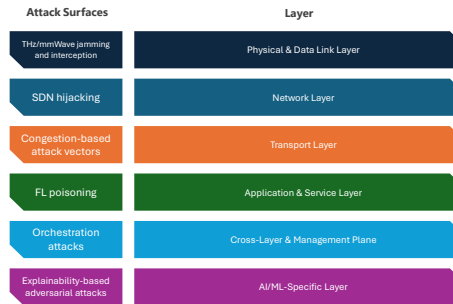 Attack Surfaces Layer
THz/mmWave jamming
and interception
Physical & Data Link Layer
SDN hijacking
Network Layer
Congestion-based
attack vectors
Transport Layer
FL poisoning
Application & Service Layer
Orchestration
attacks
Cross-Layer & Management Plane
Explainability-based
adversarial attacks
AI/ML-Specific Layer